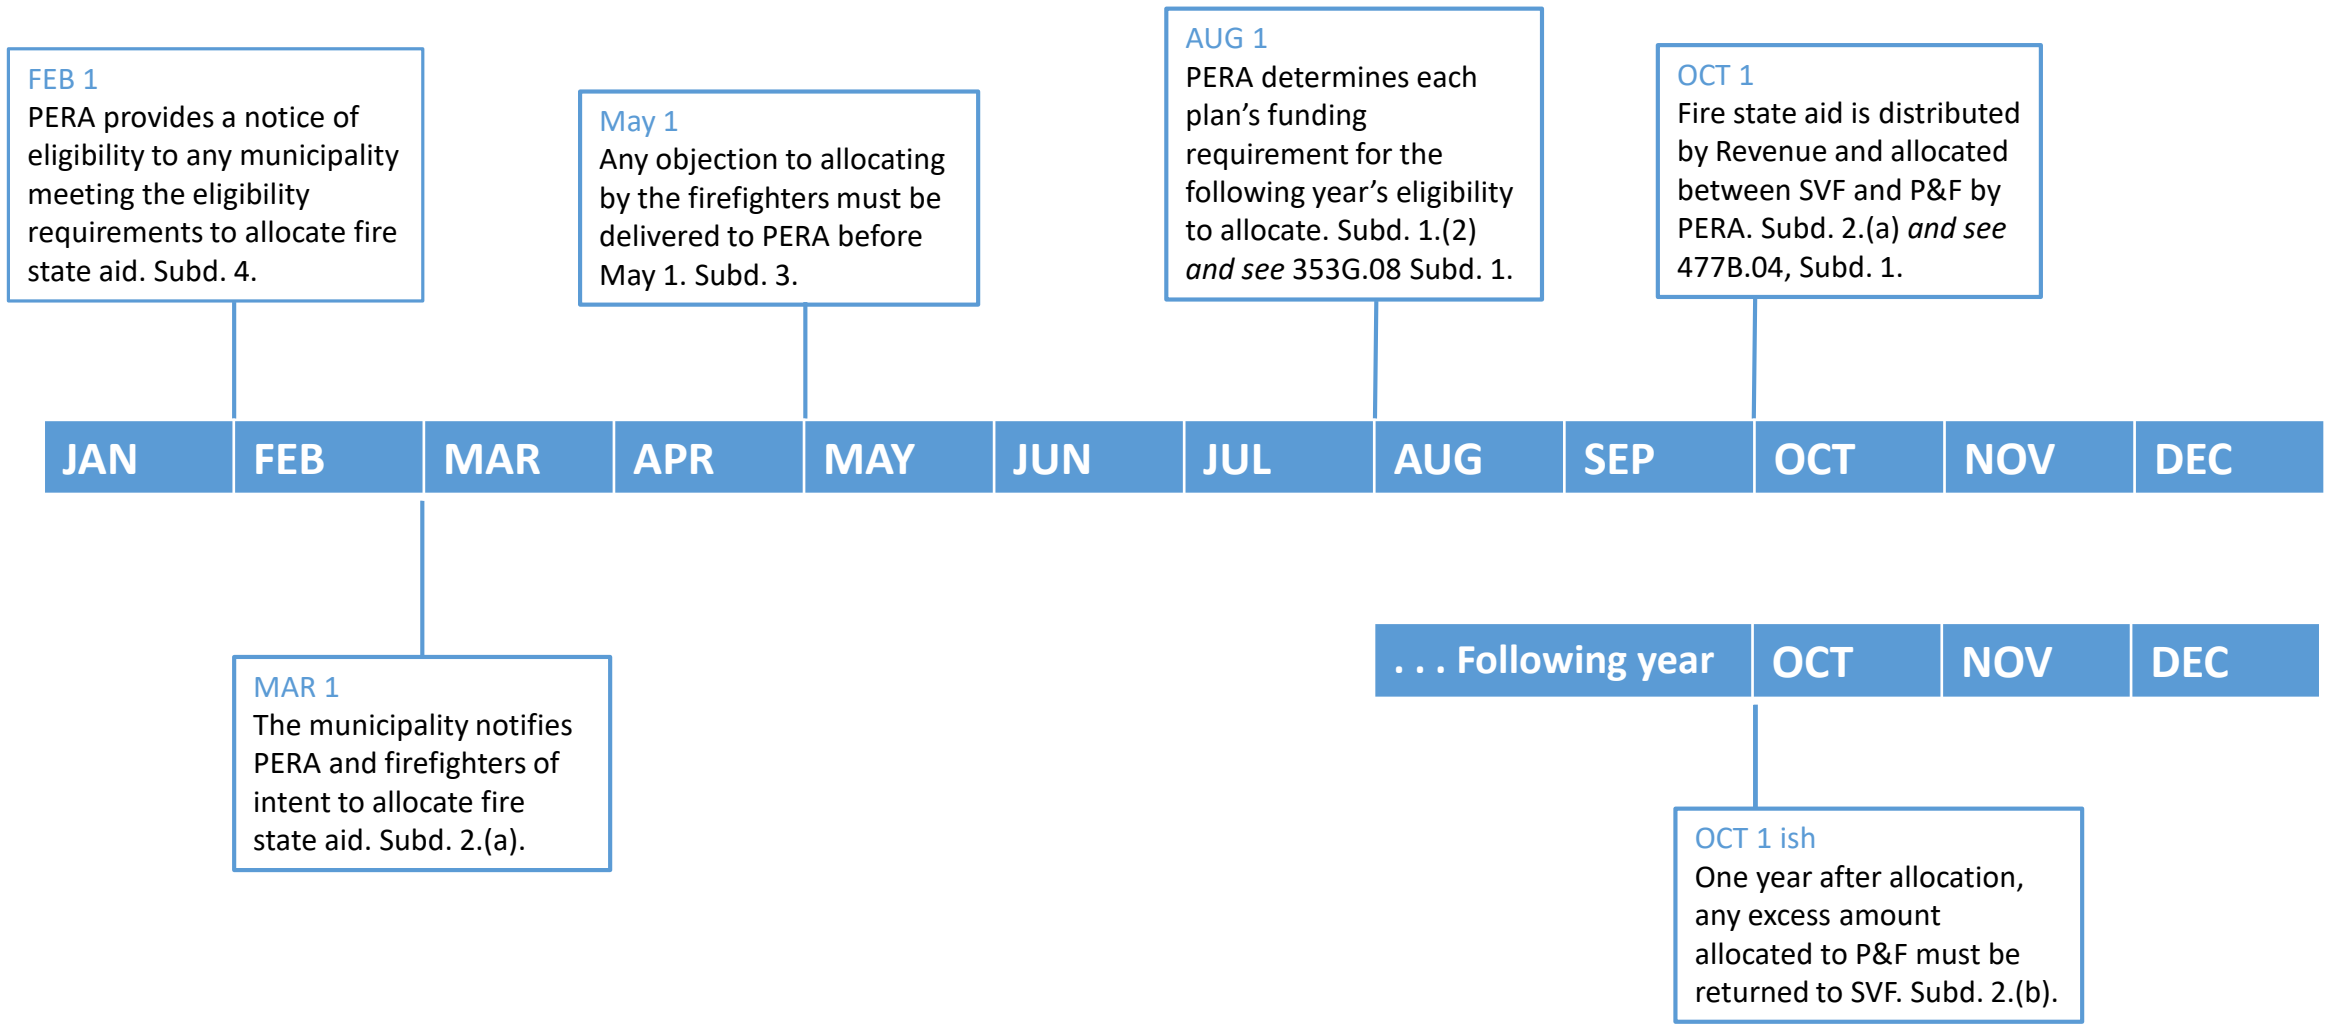 FEB 1
PERA provides a notice of
eligibility to any municipality
meeting the eligibility
requirements to allocate fire
state aid. Subd. 4.
May 1
Any objection to allocating
by the firefighters must be
delivered to PERA before
May 1. Subd. 3.
AUG 1
PERA determines each
plan’s funding
requirement for the
following year’s eligibility
to allocate. Subd. 1.(2)
and see 353G.08 Subd. 1.
OCT 1
Fire state aid is distributed
by Revenue and allocated
between SVF and P&F by
PERA. Subd. 2.(a) and see
477B.04, Subd. 1.
JAN FEB MAR APR MAY JUN JUL AUG SEP OCT NOV DEC
MAR 1
The municipality notifies
PERA and firefighters of
intent to allocate fire
state aid. Subd. 2.(a).
. . . Following year OCT NOV DEC
OCT 1 ish
One year after allocation,
any excess amount
allocated to P&F must be
returned to SVF. Subd. 2.(b).